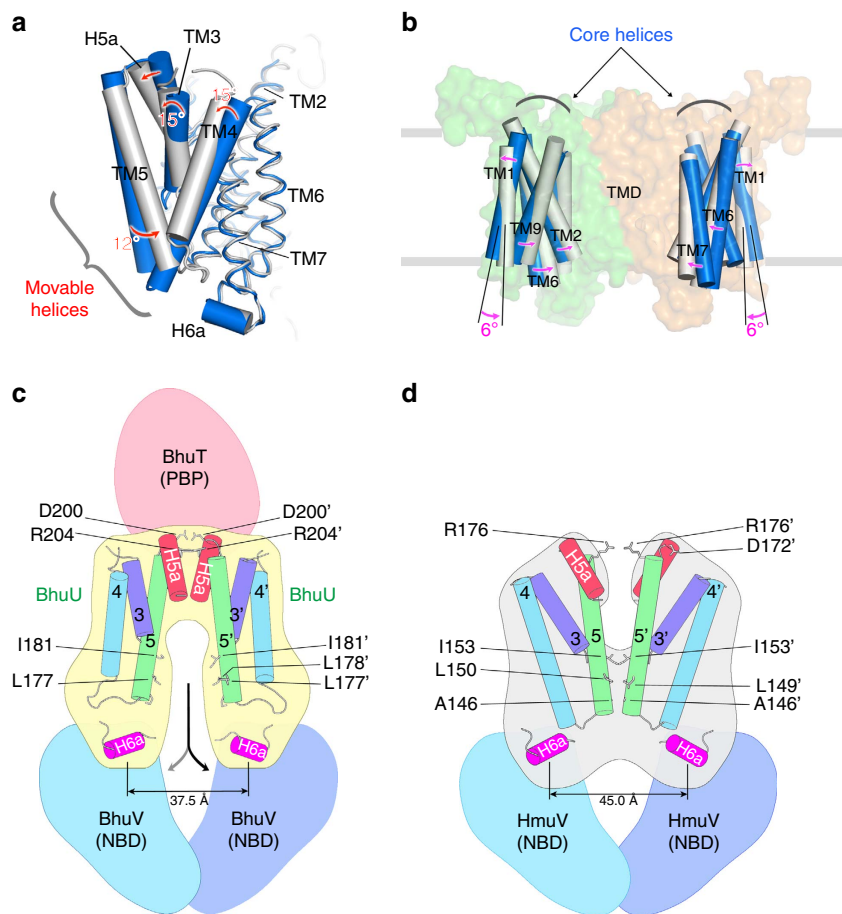 a
H5a
TM3
TM2
15°
15°
TM4
TM5
TM6
12°
TM7
Movable
helices
H6a
b
Core helices
TM1
TMD
TM1
TM9
TM2
TM6
TM6
TM7
6°
6°
c
BhuT
(PBP)
D200
D200’
R204
R204’
H5a
H5a
BhuU
BhuU
4
3
5
5’
3’
4’
I181
I181’
L178’
L177
L177’
H6a
H6a
37.5 Å
BhuV
(NBD)
BhuV
(NBD)
d
R176
R176’
D172’
H5a
4
3
5
5’
3’
4’
I153
I153’
L150
L149’
A146
A146’
H6a
H6a
45.0 Å
HmuV
(NBD)
HmuV
(NBD)